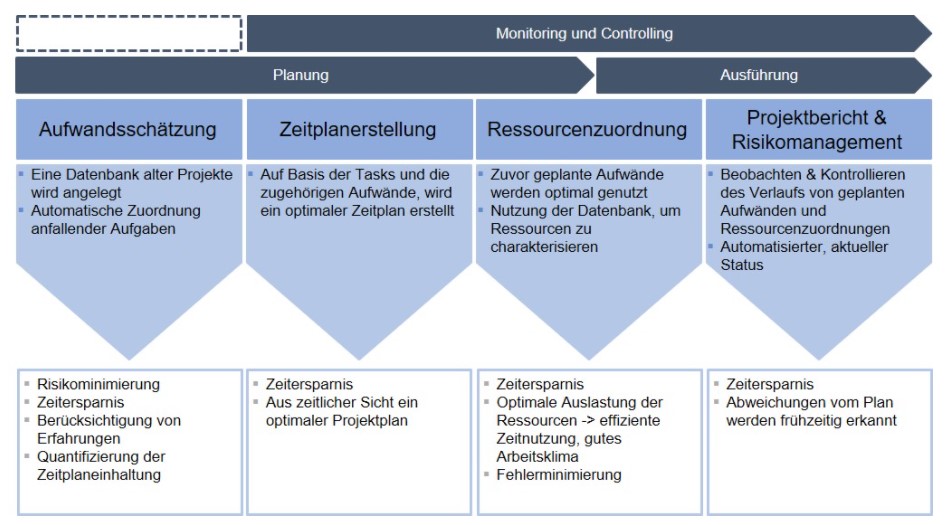 Monitoring und Controlling
Planung
Ausführung
Aufwandsschätzung
Eine Datenbank alter Projekte
wird angelegt
Automatische Zuordnung
anfallender Aufgaben
Risikominimierung
Zeitersparnis
Berücksichtigung von
Erfahrungen
Quantifizierung der
Zeitplaneinhaltung
Zeitplanerstellung
Auf Basis der Tasks und die
zugehörigen Aufwände, wird
ein optimaler Zeitplan erstellt
Zeitersparnis
Aus zeitlicher Sicht ein
optimaler Projektplan
Ressourcenzuordnung
Zuvor geplante Aufwände
werden optimal genutzt
Nutzung der Datenbank, um
Ressourcen zu
charakterisieren
Zeitersparnis
Optimale Auslastung der
Ressourcen -> effiziente
Zeitnutzung, gutes
Arbeitsklima
Fehlerminimierung
Projektbericht &
Risikomanagement
Beobachten & Kontrollieren
des Verlaufs von geplanten
Aufwänden und
Ressourcenzuordnungen
Automatisierter, aktueller
Status
Zeitersparnis
Abweichungen vom Plan
werden frühzeitig erkannt